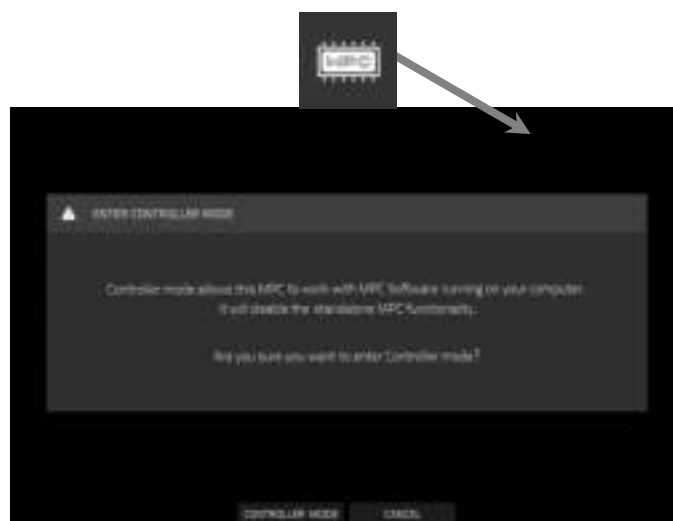 MPC
ENTER CONTROLLER MODE
Controller mode allows this MPC to work with MPC Software running on your computer.
It will disable the standalone MPC functionality.
Are you sure you want to enter Controller mode?
CONTROLLER MODE
CANCEL